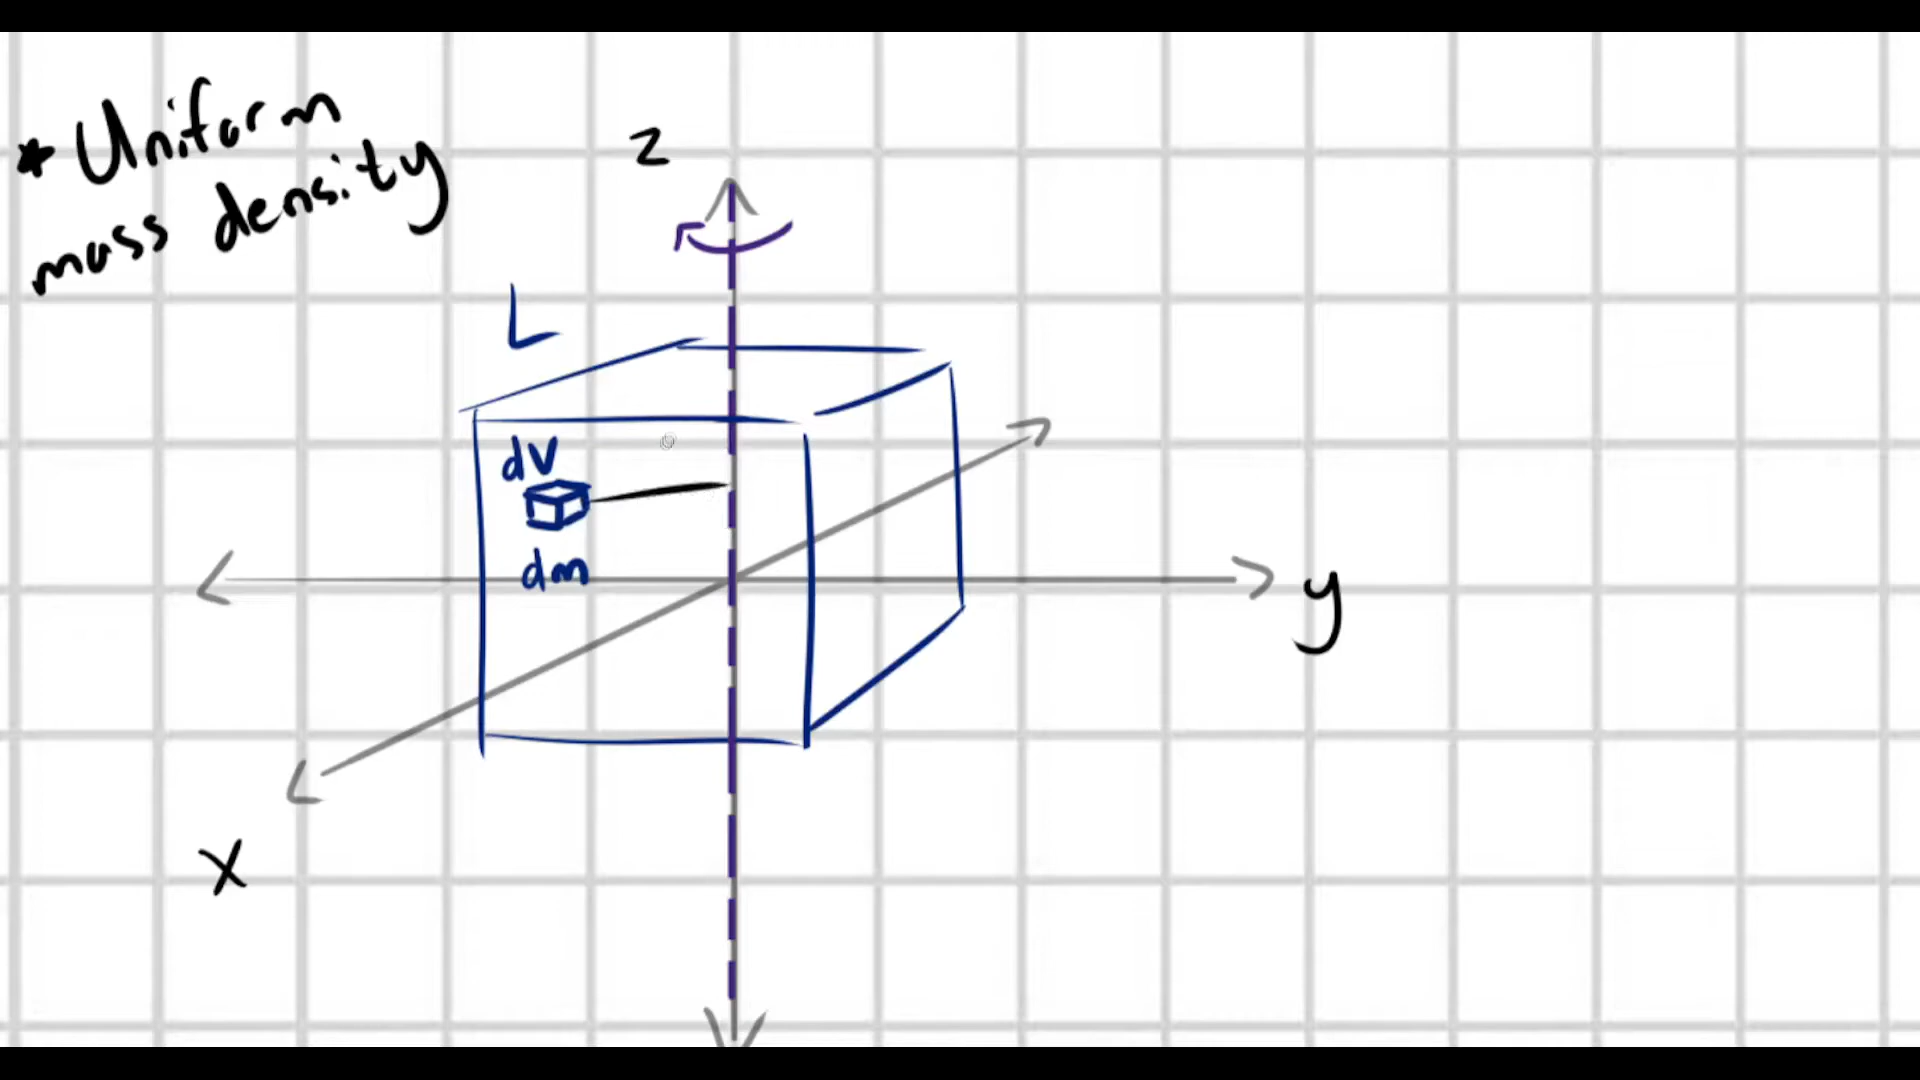 * Uniform
mass density
z
L
dV
dm
y
x